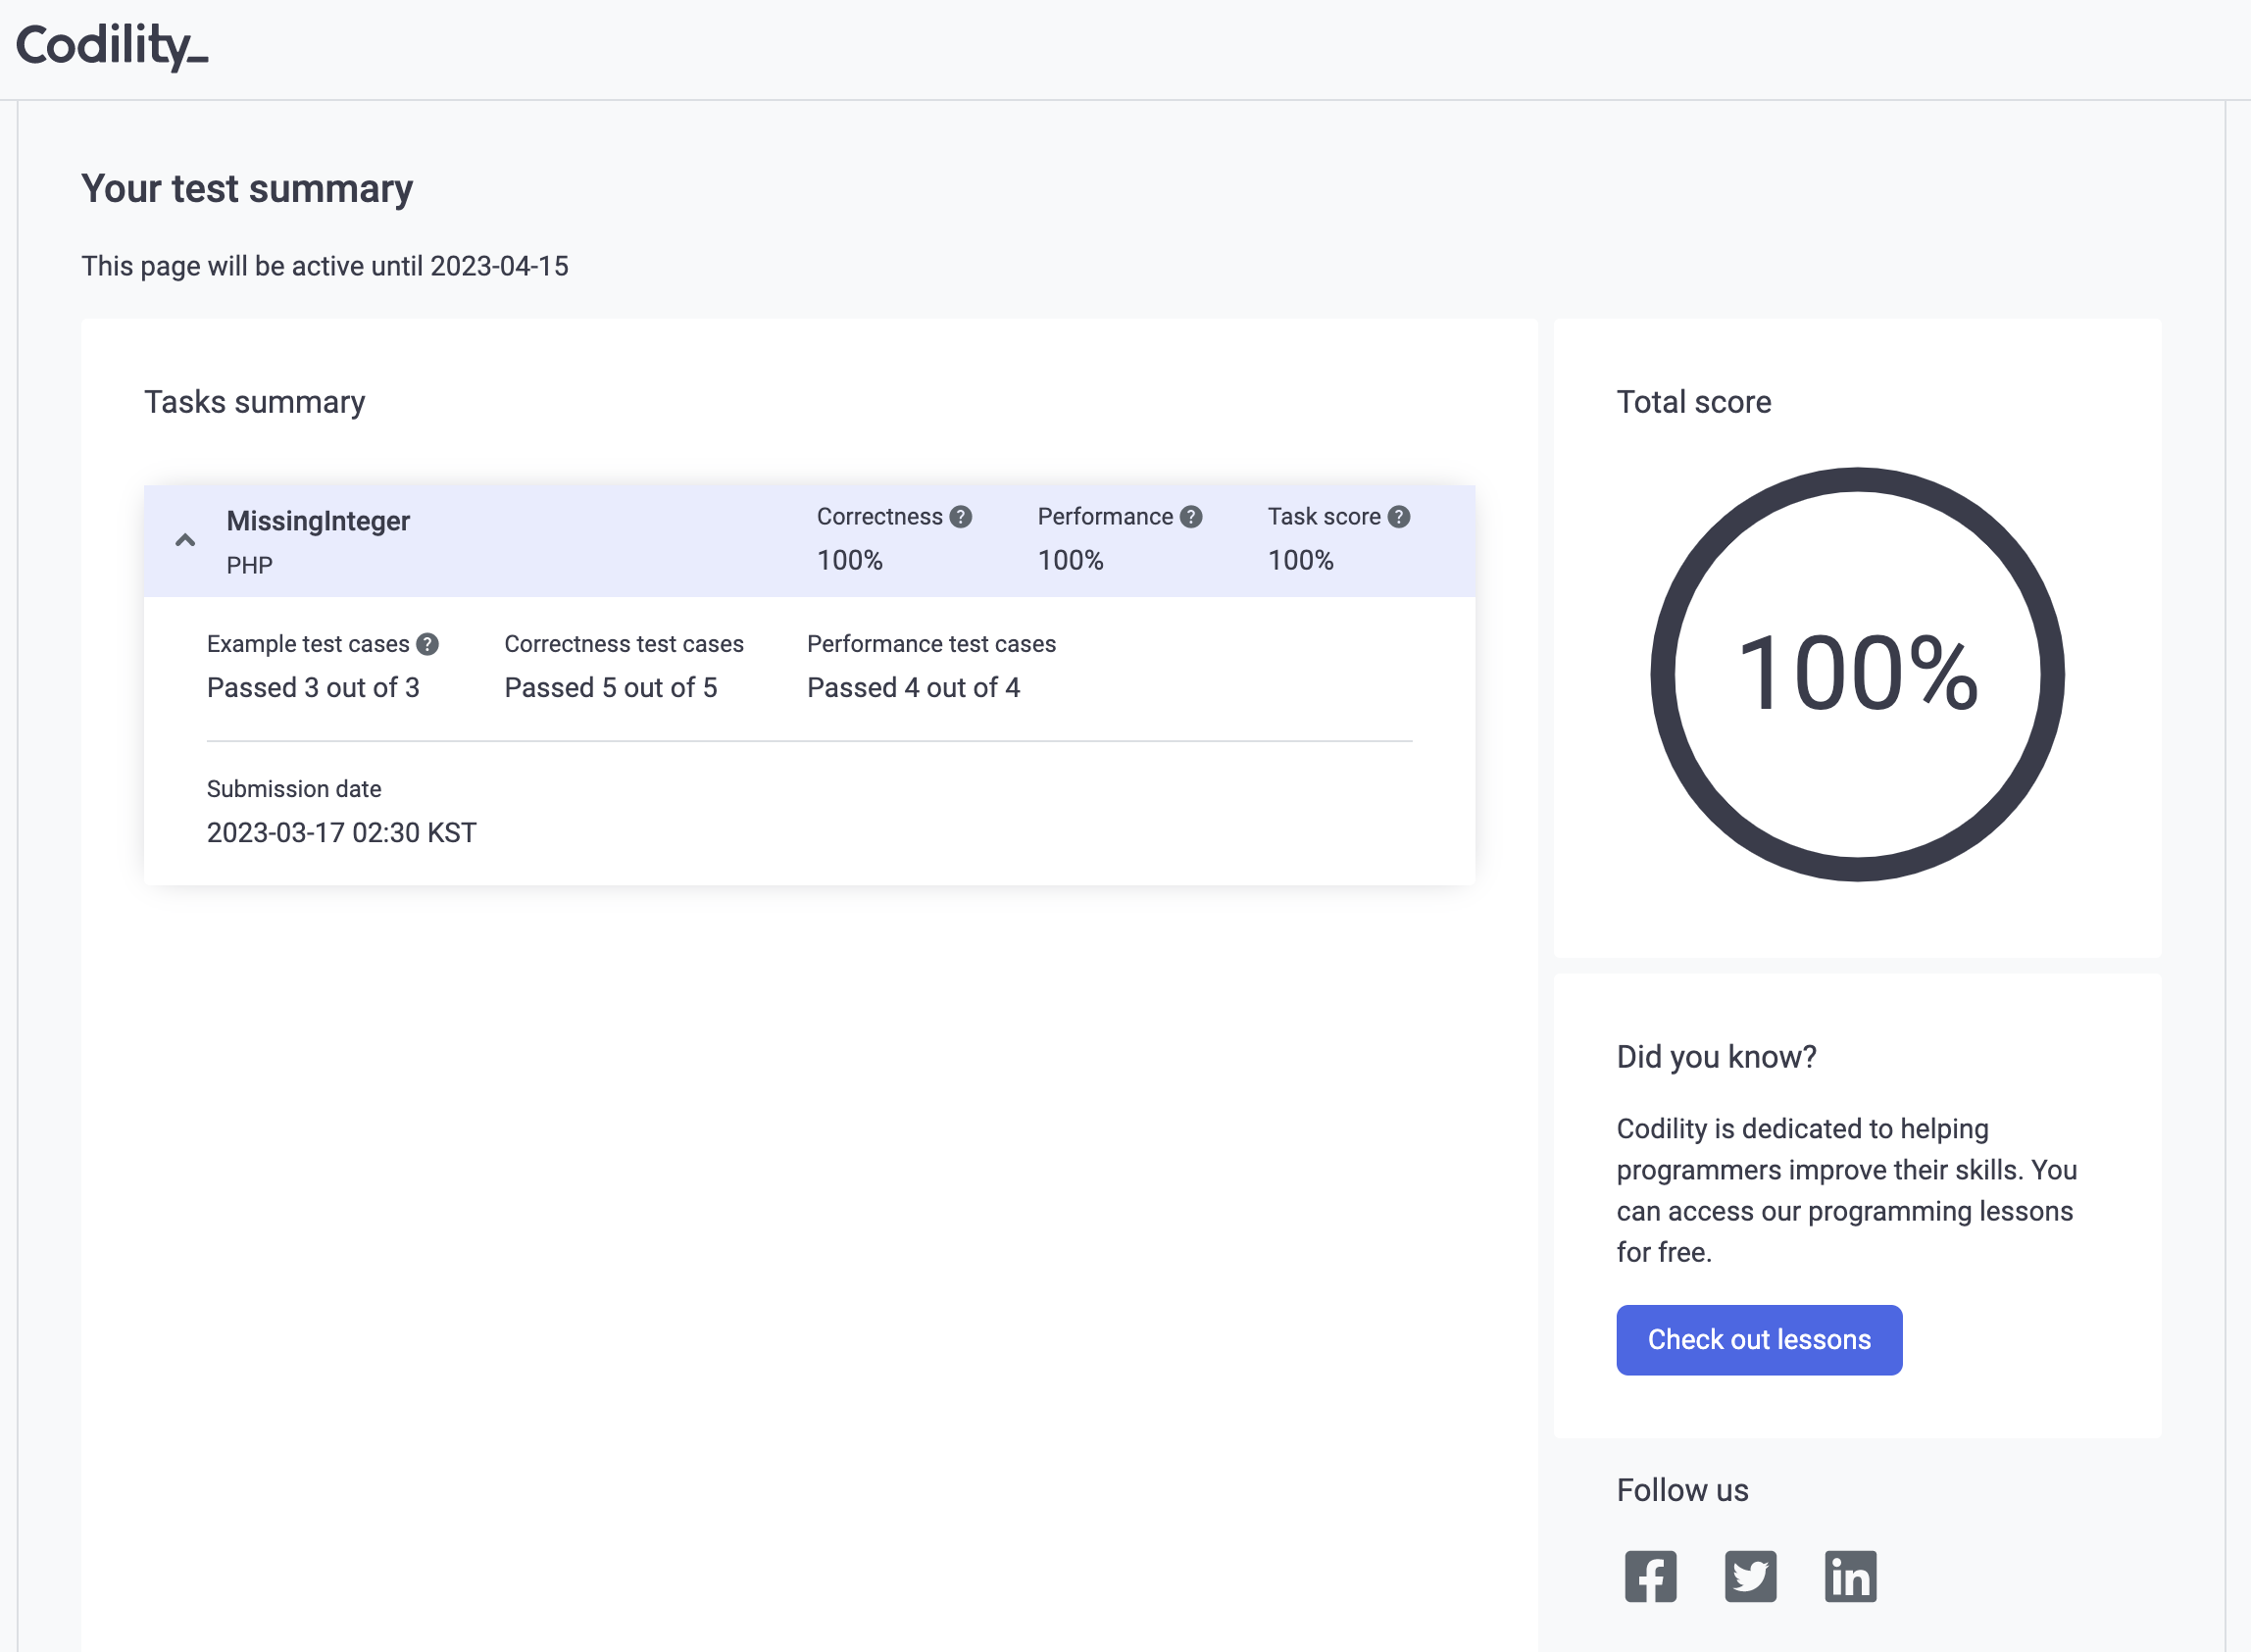 Codility_
Your test summary
This page will be active until 2023-04-15
Tasks summary
MissingInteger
PHP
Correctness ?
100%
Performance ?
100%
Task score ?
100%
Example test cases ?
Passed 3 out of 3
Correctness test cases
Passed 5 out of 5
Performance test cases
Passed 4 out of 4
Submission date
2023-03-17 02:30 KST
Total score
100%
Did you know?
Codility is dedicated to helping
programmers improve their skills. You
can access our programming lessons
for free.
Check out lessons
Follow us